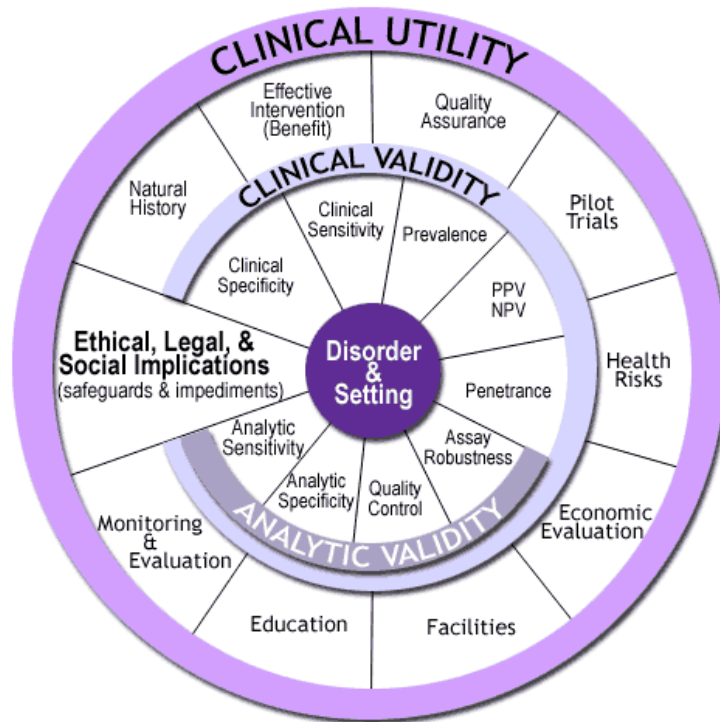 CLINICAL UTILITY
Effective
Intervention
(Benefit)
Quality
Assurance
Natural
History
Pilot
Trials
CLINICAL VALIDITY
Clinical
Sensitivity
Prevalence
Clinical
Specificity
PPV
NPV
Ethical, Legal, &
Social Implications
(safeguards & impediments)
Disorder
&
Setting
Health
Risks
Penetrance
Analytic
Sensitivity
Assay
Robustness
Analytic
Specificity
Quality
Control
ANALYTIC VALIDITY
Monitoring
&
Evaluation
Economic
Evaluation
Education
Facilities